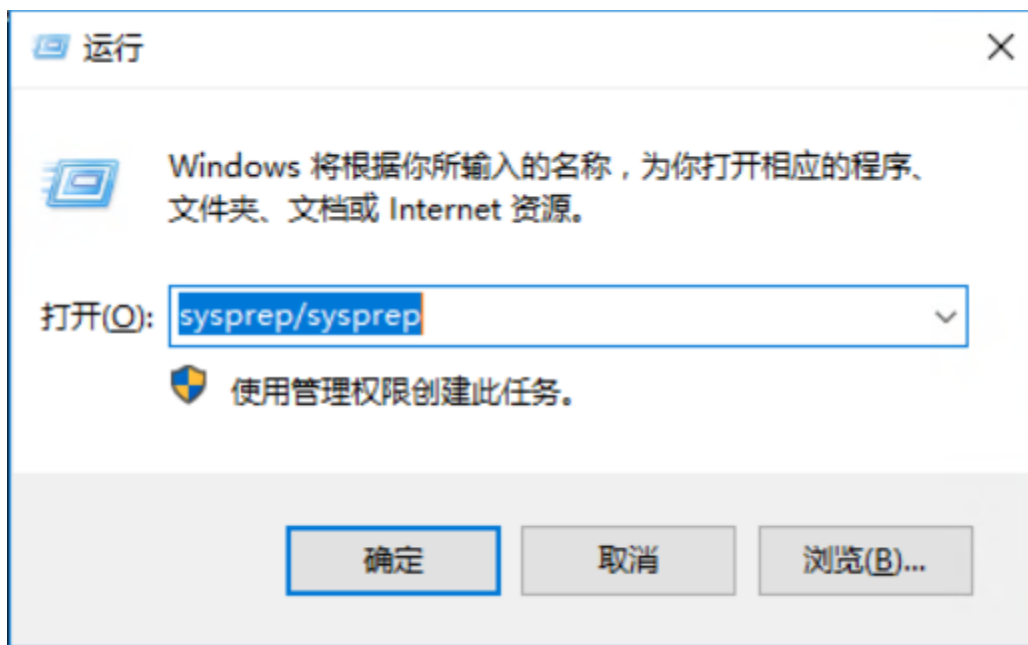 运行
Windows 将根据你所输入的名称，为你打开相应的程序、
文件夹、文档或 Internet 资源。
打开(O): sysprep/sysprep
使用管理权限创建此任务。
确定 取消 浏览(B)...